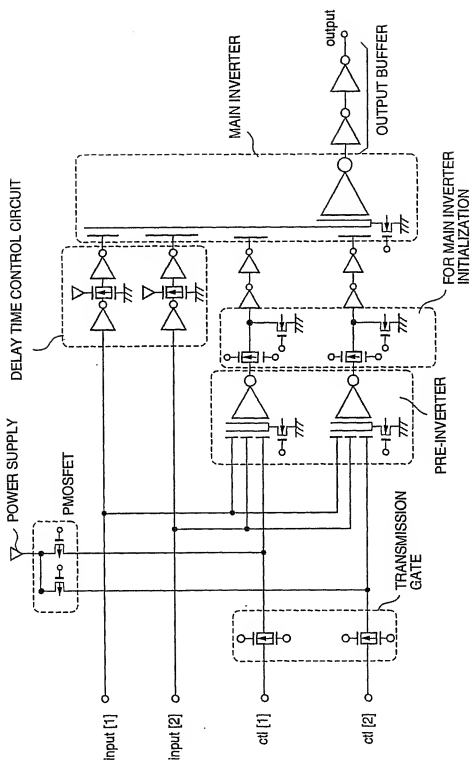 POWER SUPPLY
PMOSFET
DELAY TIME CONTROL CIRCUIT
MAIN INVERTER
output
OUTPUT BUFFER
input [1]
input [2]
ctl [1]
ctl [2]
TRANSMISSION
GATE
PRE-INVERTER
FOR MAIN INVERTER
INITIALIZATION